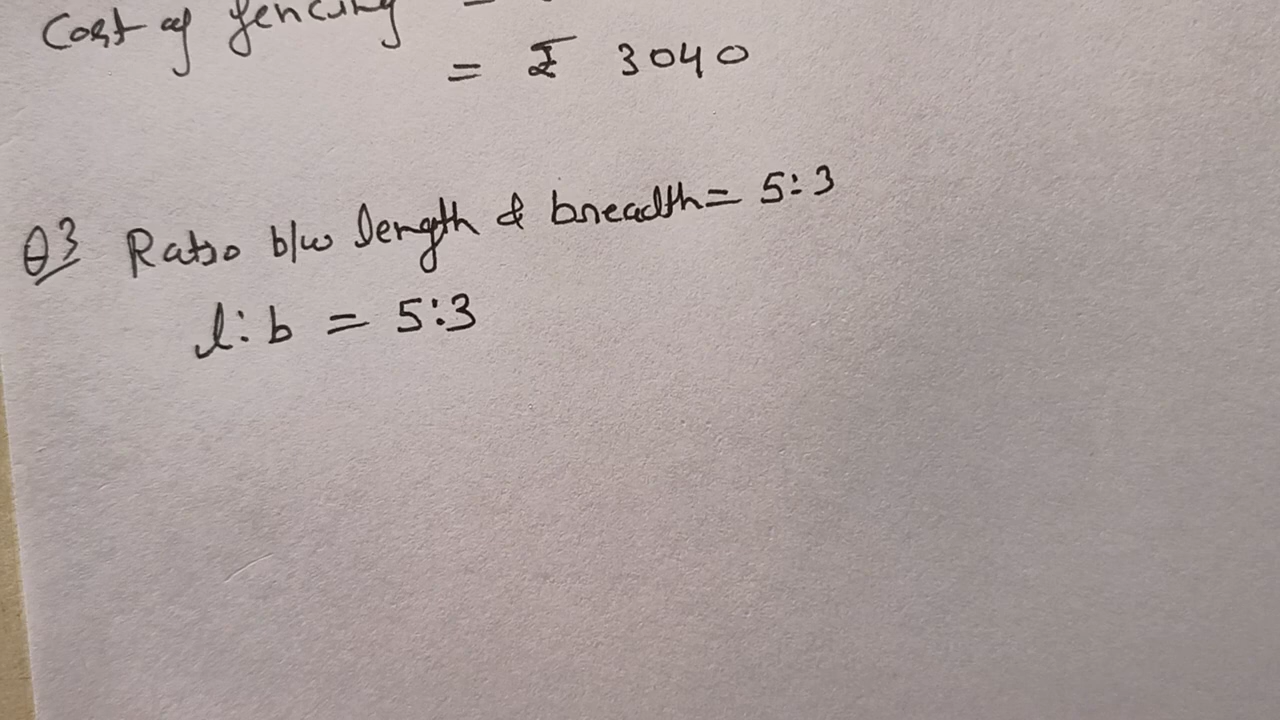 Cost of fencing =
= ₹ 3040
Q3 Ratio b/w length & breadth = 5:3
l:b = 5:3